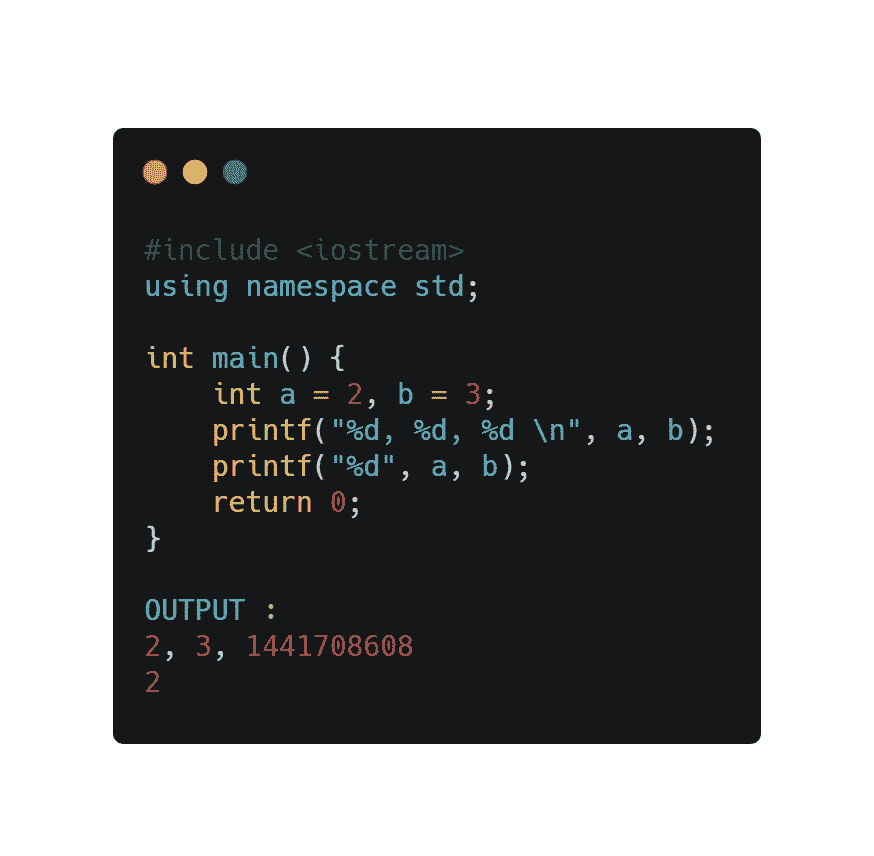 #include <iostream>
using namespace std;
int main() {
    int a = 2, b = 3;
    printf("%d, %d, %d \n", a, b);
    printf("%d", a, b);
    return 0;
}
OUTPUT :
2, 3, 1441708608
2